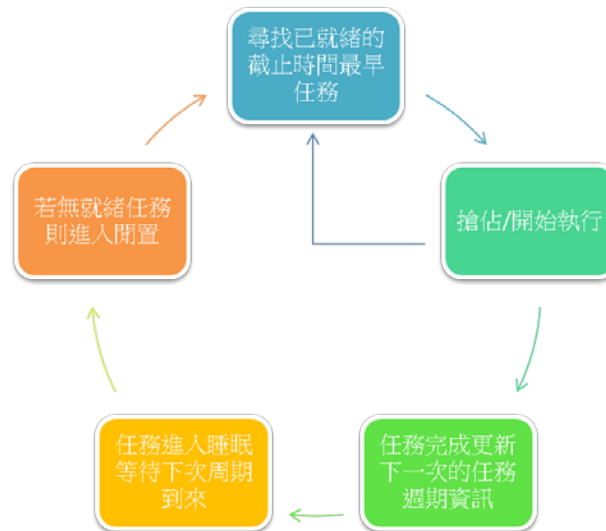 尋找已就緒的
截止時間最早
任務
搶佔/開始執行
任務完成更新
下一次的任務
週期資訊
任務進入睡眠
等待下次周期
到來
若無就緒任務
則進入閒置